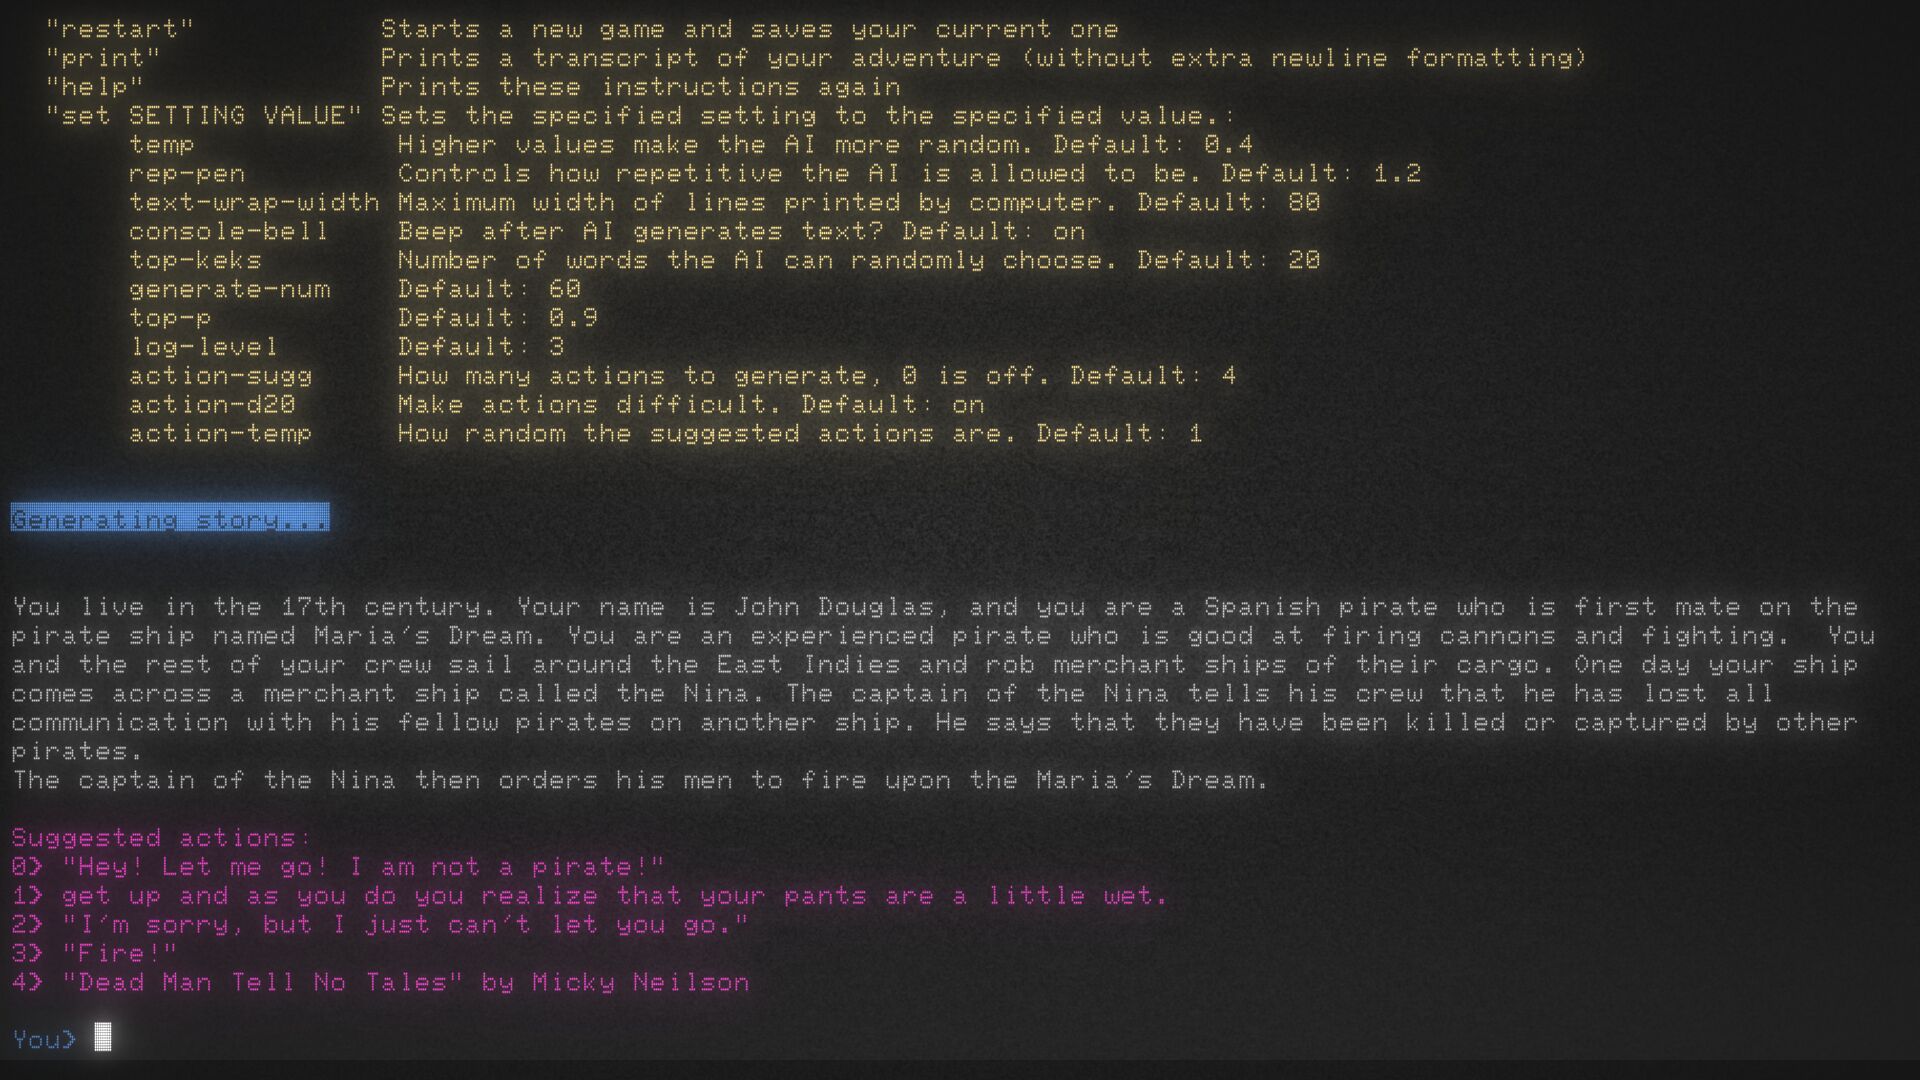 "restart" Starts a new game and saves your current one
"print" Prints a transcript of your adventure (without extra newline formatting)
"help" Prints these instructions again
"set SETTING VALUE" Sets the specified setting to the specified value.:
temp Higher values make the AI more random. Default: 0.4
rep-pen Controls how repetitive the AI is allowed to be. Default: 1.2
text-wrap-width Maximum width of lines printed by computer. Default: 80
console-bell Beep after AI generates text? Default: on
top-keks Number of words the AI can randomly choose. Default: 20
generate-num Default: 60
top-p Default: 0.9
log-level Default: 3
action-sugg How many actions to generate, 0 is off. Default: 4
action-d20 Make actions difficult. Default: on
action-temp How random the suggested actions are. Default: 1
Generating story...
You live in the 17th century. Your name is John Douglas, and you are a Spanish pirate who is first mate on the
pirate ship named Maria's Dream. You are an experienced pirate who is good at firing cannons and fighting.  You
and the rest of your crew sail around the East Indies and rob merchant ships of their cargo. One day your ship
comes across a merchant ship called the Nina. The captain of the Nina tells his crew that he has lost all
communication with his fellow pirates on another ship. He says that they have been killed or captured by other
pirates.
The captain of the Nina then orders his men to fire upon the Maria's Dream.
Suggested actions:
0> "Hey! Let me go! I am not a pirate!"
1> get up and as you do you realize that your pants are a little wet.
2> "I'm sorry, but I just can't let you go."
3> "Fire!"
4> "Dead Man Tell No Tales" by Micky Neilson
You>